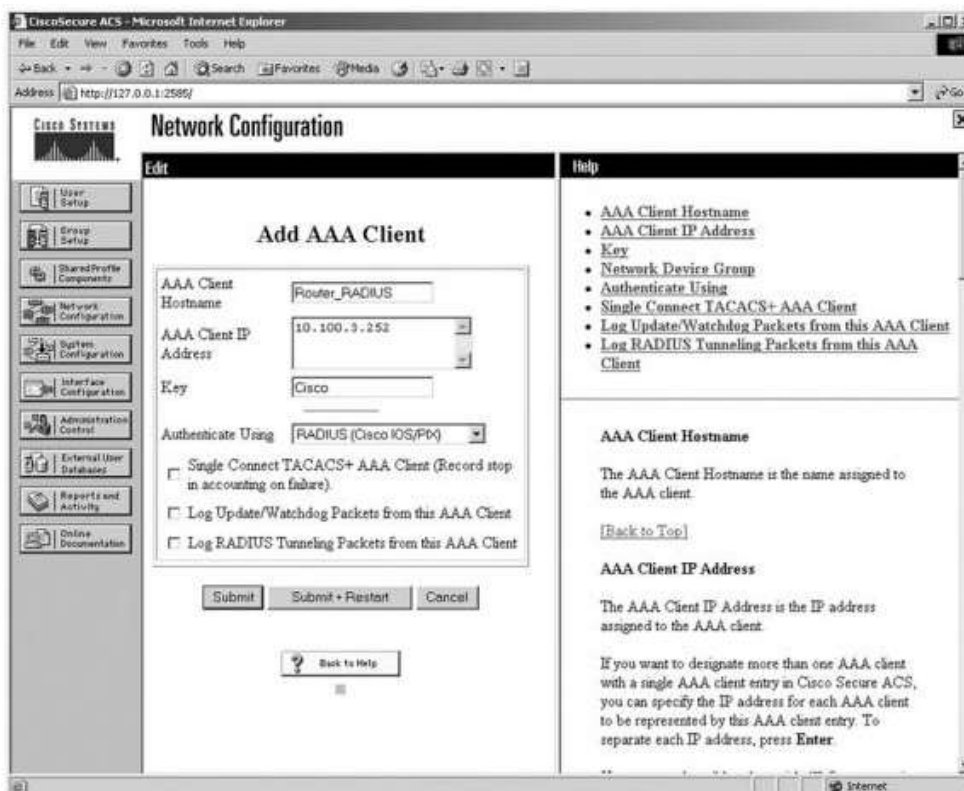 CiscoSecure ACS - Microsoft Internet Explorer
File Edit View Favorites Tools Help
Back Search Favorites Media
Address http://127.0.0.1:2585/ Go
CISCO SYSTEMS
Network Configuration
User Setup
Group Setup
Shared Profile Components
Network Configuration
System Configuration
Interface Configuration
Administration Control
External User Databases
Reports and Activity
Online Documentation
Edit
Add AAA Client
AAA Client Hostname Router_RADIUS
AAA Client IP Address 10.100.3.252
Key Cisco
Authenticate Using RADIUS (Cisco IOS/PIX)
Single Connect TACACS+ AAA Client (Record stop
in accounting on failure).
Log Update/Watchdog Packets from this AAA Client
Log RADIUS Tunneling Packets from this AAA Client
Submit Submit + Restart Cancel
? Back to Help
Help
• AAA Client Hostname
• AAA Client IP Address
• Key
• Network Device Group
• Authenticate Using
• Single Connect TACACS+ AAA Client
• Log Update/Watchdog Packets from this AAA Client
• Log RADIUS Tunneling Packets from this AAA
Client
AAA Client Hostname
The AAA Client Hostname is the name assigned to
the AAA client.
[Back to Top]
AAA Client IP Address
The AAA Client IP Address is the IP address
assigned to the AAA client.
If you want to designate more than one AAA client
with a single AAA client entry in Cisco Secure ACS,
you can specify the IP address for each AAA client
to be represented by this AAA client entry. To
separate each IP address, press Enter.
Internet